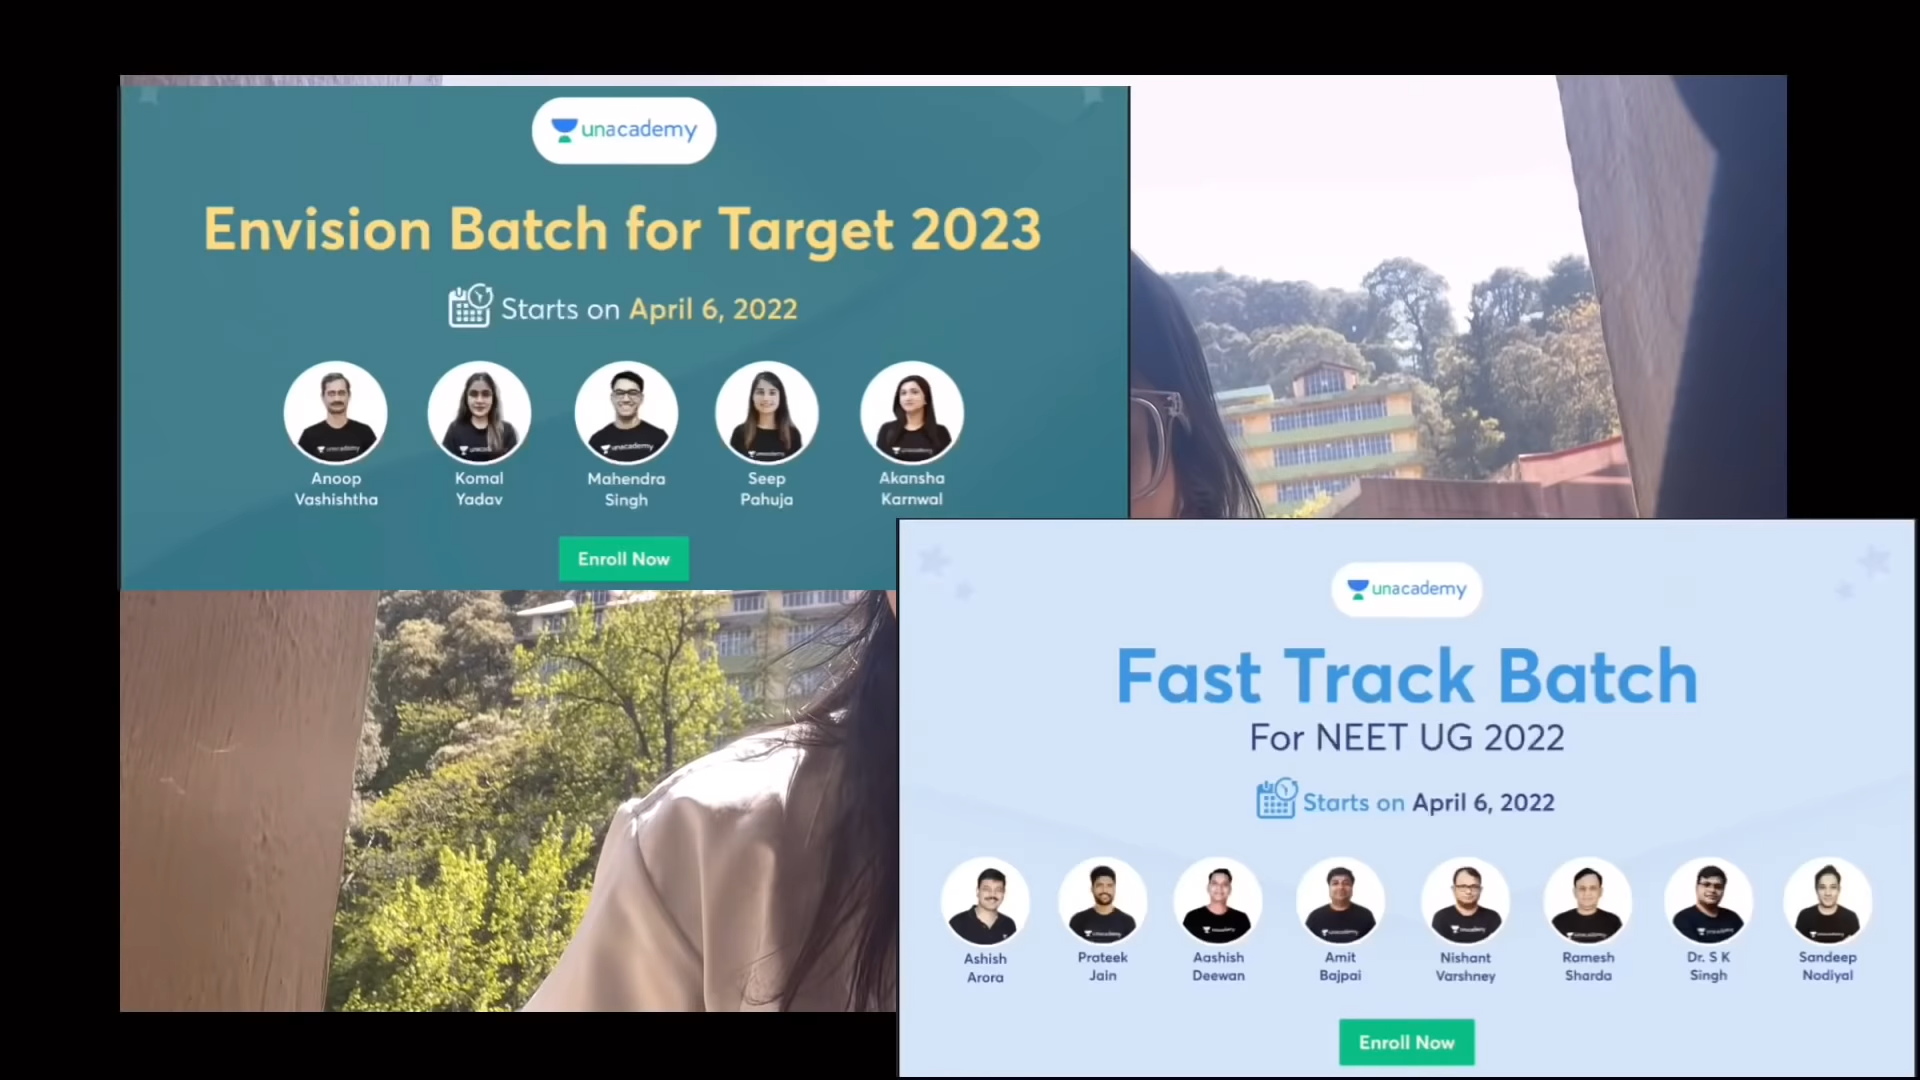 unacademy
Envision Batch for Target 2023
Starts on April 6, 2022
Anoop Vashishtha
Komal Yadav
Mahendra Singh
Seep Pahuja
Akansha Karnwal
Enroll Now
unacademy
Fast Track Batch
For NEET UG 2022
Starts on April 6, 2022
Ashish Arora
Prateek Jain
Aashish Deewan
Amit Bajpai
Nishant Varshney
Ramesh Sharda
Dr. S K Singh
Sandeep Nodiyal
Enroll Now